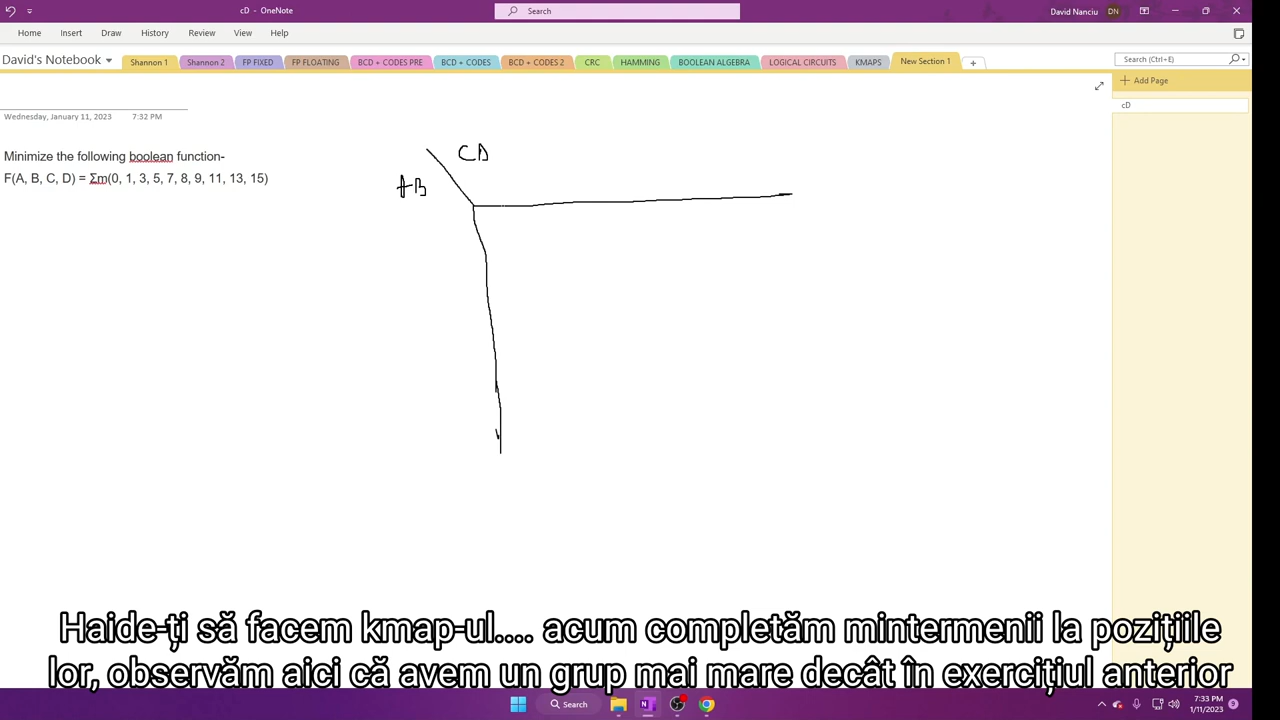 cD - OneNote
Search
David Nanciu
DN
Home Insert Draw History Review View Help
David's Notebook
Shannon 1 Shannon 2 FP FIXED FP FLOATING BCD + CODES PRE BCD + CODES BCD + CODES 2 CRC HAMMING BOOLEAN ALGEBRA LOGICAL CIRCUITS KMAPS New Section 1
Search (Ctrl+E)
Add Page
cD
Wednesday, January 11, 2023 7:32 PM
Minimize the following boolean function-
F(A, B, C, D) = Σm(0, 1, 3, 5, 7, 8, 9, 11, 13, 15)
CD
AB
Haide-ți să facem kmap-ul.... acum completăm mintermenii la pozițiile
lor, observăm aici că avem un grup mai mare decât în exercițiul anterior
Search
7:33 PM
1/11/2023